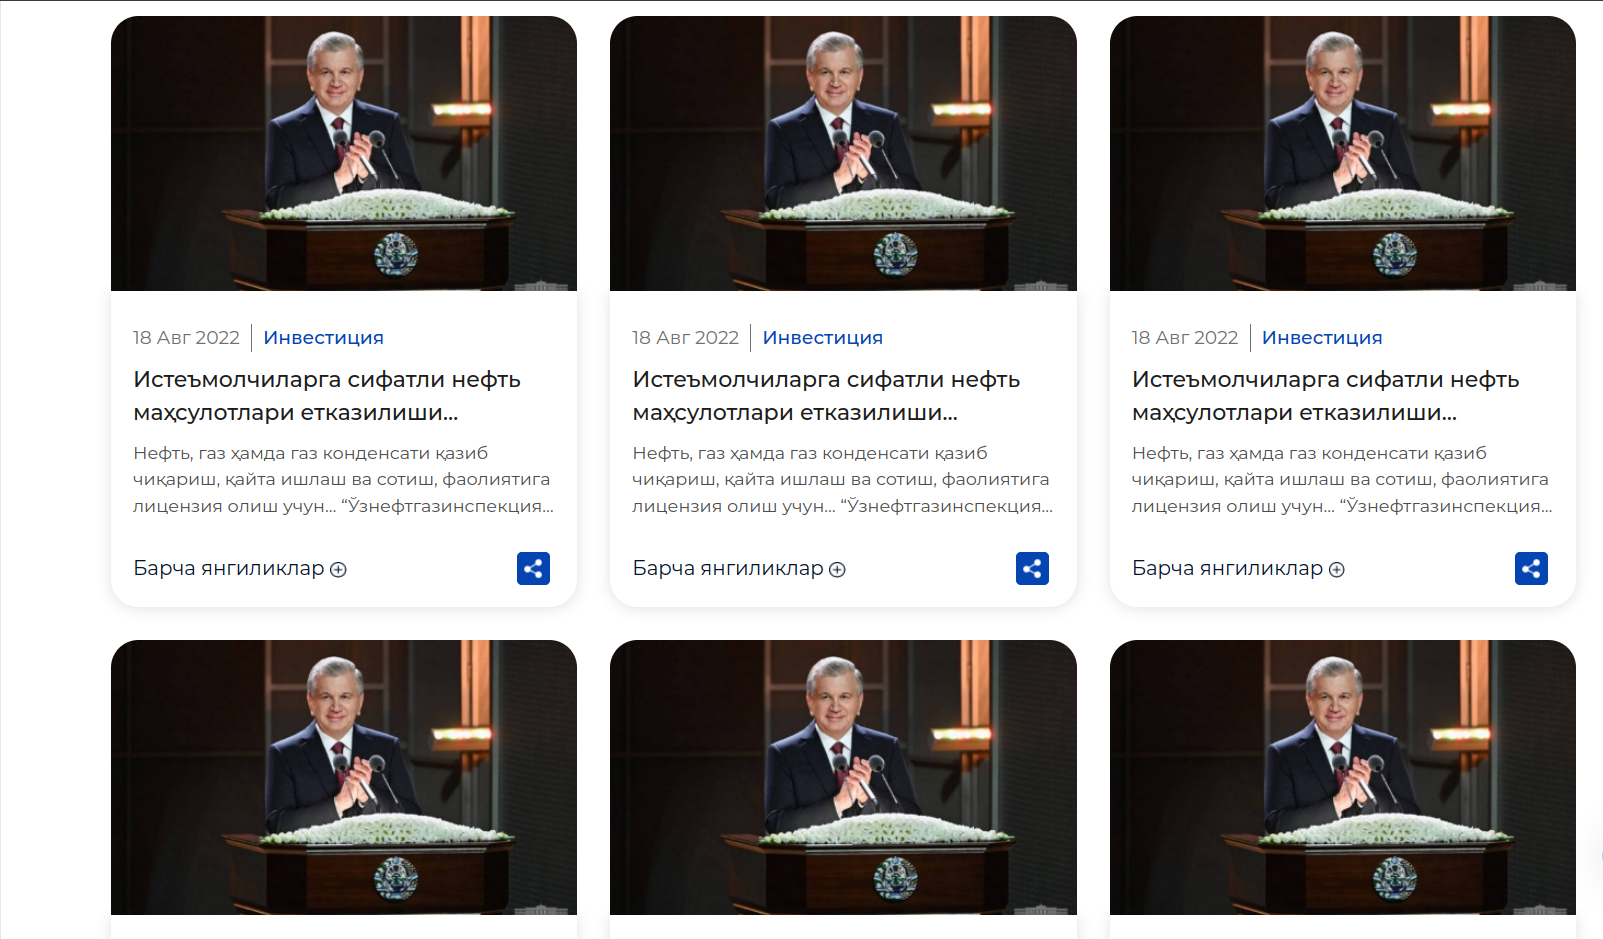 18 Авг 2022 Инвестиция
Истеъмолчиларга сифатли нефть
маҳсулотлари етказилиши...
Нефть, газ ҳамда газ конденсати қазиб
чиқариш, қайта ишлаш ва сотиш, фаолиятига
лицензия олиш учун... “Ўзнефтгазинспекция...
Барча янгиликлар
18 Авг 2022 Инвестиция
Истеъмолчиларга сифатли нефть
маҳсулотлари етказилиши...
Нефть, газ ҳамда газ конденсати қазиб
чиқариш, қайта ишлаш ва сотиш, фаолиятига
лицензия олиш учун... “Ўзнефтгазинспекция...
Барча янгиликлар
18 Авг 2022 Инвестиция
Истеъмолчиларга сифатли нефть
маҳсулотлари етказилиши...
Нефть, газ ҳамда газ конденсати қазиб
чиқариш, қайта ишлаш ва сотиш, фаолиятига
лицензия олиш учун... “Ўзнефтгазинспекция...
Барча янгиликлар